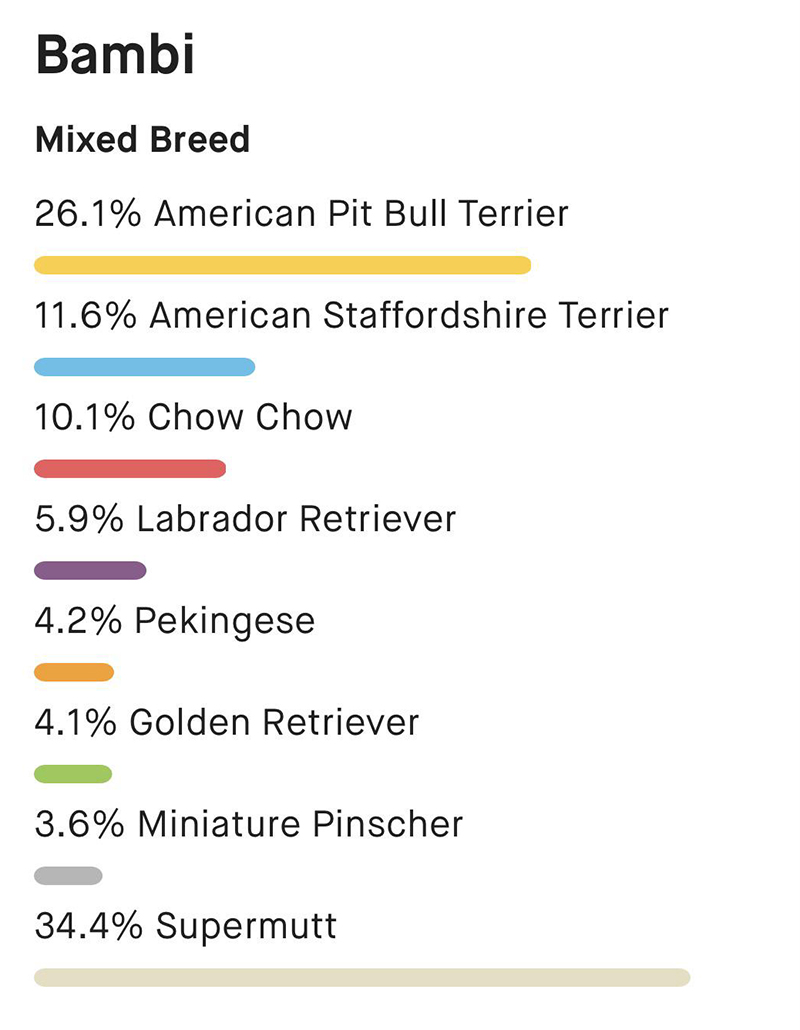 Bambi
Mixed Breed
26.1% American Pit Bull Terrier
11.6% American Staffordshire Terrier
10.1% Chow Chow
5.9% Labrador Retriever
4.2% Pekingese
4.1% Golden Retriever
3.6% Miniature Pinscher
34.4% Supermutt